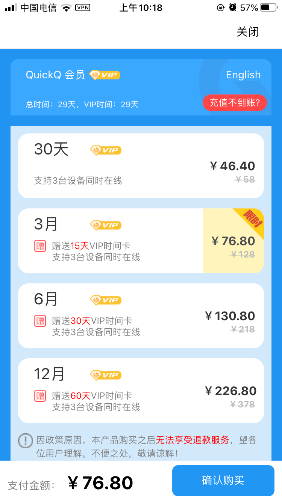 中国电信 VPN 上午10:18 57%
关闭
QuickQ 会员 VIP English
总时间：29天，VIP时间：29天 充值不到账?
30天 VIP
¥46.40
支持3台设备同时在线 ¥58
3月 VIP 限时
赠 赠送15天VIP时间卡 ¥76.80
支持3台设备同时在线 ¥128
6月 VIP
赠 赠送30天VIP时间卡 ¥130.80
支持3台设备同时在线 ¥218
12月 VIP
赠 赠送60天VIP时间卡 ¥226.80
支持3台设备同时在线 ¥378
因政策原因，本产品购买之后无法享受退款服务，望各
位用户理解，不便之处，敬请谅解！
支付金额： ¥76.80 确认购买